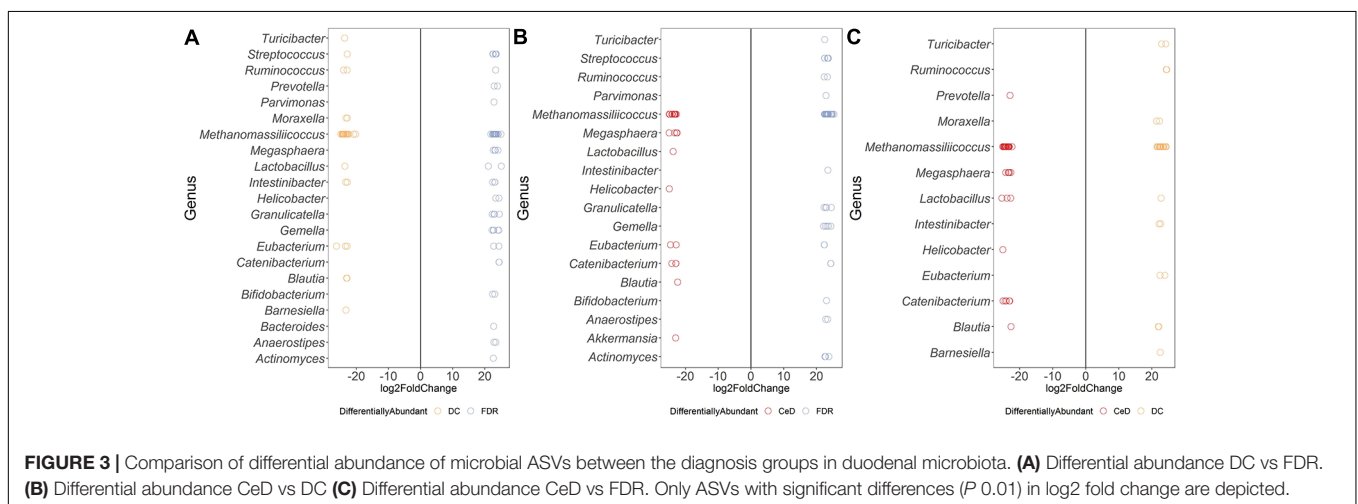 A
Genus
Turicibacter
Streptococcus
Ruminococcus
Prevotella
Parvimonas
Moraxella
Methanomassiliicoccus
Megasphaera
Lactobacillus
Intestinibacter
Helicobacter
Granulicatella
Gemella
Eubacterium
Catenibacterium
Blautia
Bifidobacterium
Barnesiella
Bacteroides
Anaerostipes
Actinomyces
-20 -10 0 10 20
log2FoldChange
DifferentiallyAbundant DC FDR
B
Genus
Turicibacter
Streptococcus
Ruminococcus
Parvimonas
Methanomassiliicoccus
Megasphaera
Lactobacillus
Intestinibacter
Helicobacter
Granulicatella
Gemella
Eubacterium
Catenibacterium
Blautia
Bifidobacterium
Anaerostipes
Akkermansia
Actinomyces
-20 -10 0 10 20
log2FoldChange
DifferentiallyAbundant CeD FDR
C
Genus
Turicibacter
Ruminococcus
Prevotella
Moraxella
Methanomassiliicoccus
Megasphaera
Lactobacillus
Intestinibacter
Helicobacter
Eubacterium
Catenibacterium
Blautia
Barnesiella
-20 -10 0 10 20
log2FoldChange
DifferentiallyAbundant CeD DC
FIGURE 3 | Comparison of differential abundance of microbial ASVs between the diagnosis groups in duodenal microbiota. (A) Differential abundance DC vs FDR.
(B) Differential abundance CeD vs DC (C) Differential abundance CeD vs FDR. Only ASVs with significant differences (P 0.01) in log2 fold change are depicted.